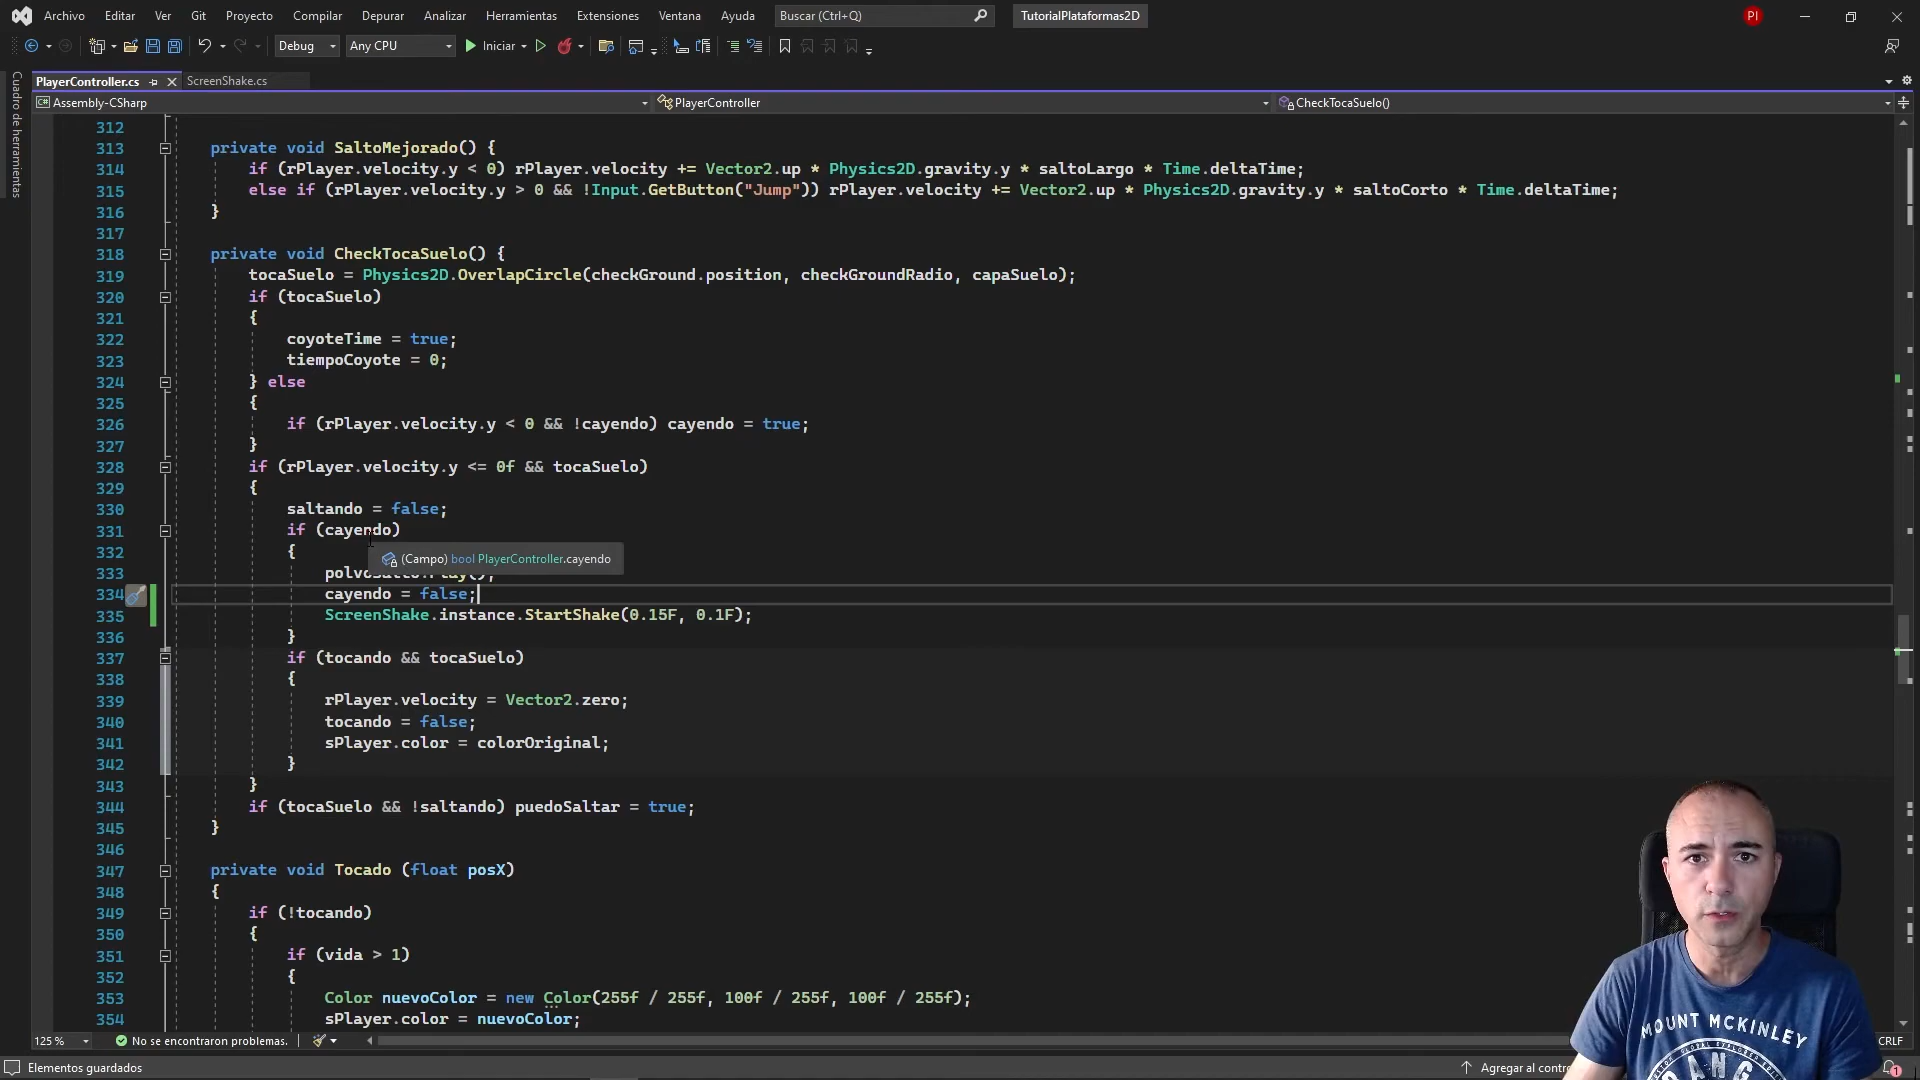 Archivo Editar Ver Git Proyecto Compilar Depurar Analizar Herramientas Extensiones Ventana Ayuda Buscar (Ctrl+Q) TutorialPlataformas2D PI
Debug Any CPU Iniciar
Cuadro de herramientas
PlayerController.cs ScreenShake.cs
Assembly-CSharp PlayerController CheckTocaSuelo()
312
313 private void SaltoMejorado() {
314 if (rPlayer.velocity.y < 0) rPlayer.velocity += Vector2.up * Physics2D.gravity.y * saltoLargo * Time.deltaTime;
315 else if (rPlayer.velocity.y > 0 && !Input.GetButton("Jump")) rPlayer.velocity += Vector2.up * Physics2D.gravity.y * saltoCorto * Time.deltaTime;
316 }
317
318 private void CheckTocaSuelo() {
319 tocaSuelo = Physics2D.OverlapCircle(checkGround.position, checkGroundRadio, capaSuelo);
320 if (tocaSuelo)
321 {
322 coyoteTime = true;
323 tiempoCoyote = 0;
324 } else
325 {
326 if (rPlayer.velocity.y < 0 && !cayendo) cayendo = true;
327 }
328 if (rPlayer.velocity.y <= 0f && tocaSuelo)
329 {
330 saltando = false;
331 if (cayendo)
332 {
(Campo) bool PlayerController.cayendo
333
334 cayendo = false;
335 ScreenShake.instance.StartShake(0.15F, 0.1F);
336 }
337 if (tocando && tocaSuelo)
338 {
339 rPlayer.velocity = Vector2.zero;
340 tocando = false;
341 sPlayer.color = colorOriginal;
342 }
343 }
344 if (tocaSuelo && !saltando) puedoSaltar = true;
345 }
346
347 private void Tocado (float posX)
348 {
349 if (!tocando)
350 {
351 if (vida > 1)
352 {
353 Color nuevoColor = new Color(255f / 255f, 100f / 255f, 100f / 255f);
354 sPlayer.color = nuevoColor;
125 % No se encontraron problemas. CRLF
Elementos guardados Agregar al contro 1
MOUNT MCKINLEY